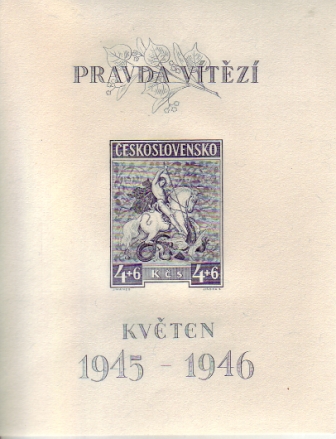 PRAVDA VÍTĚZÍ
ČESKOSLOVENSKO
4+6 Kčs 4+6
KVĚTEN
1945 - 1946